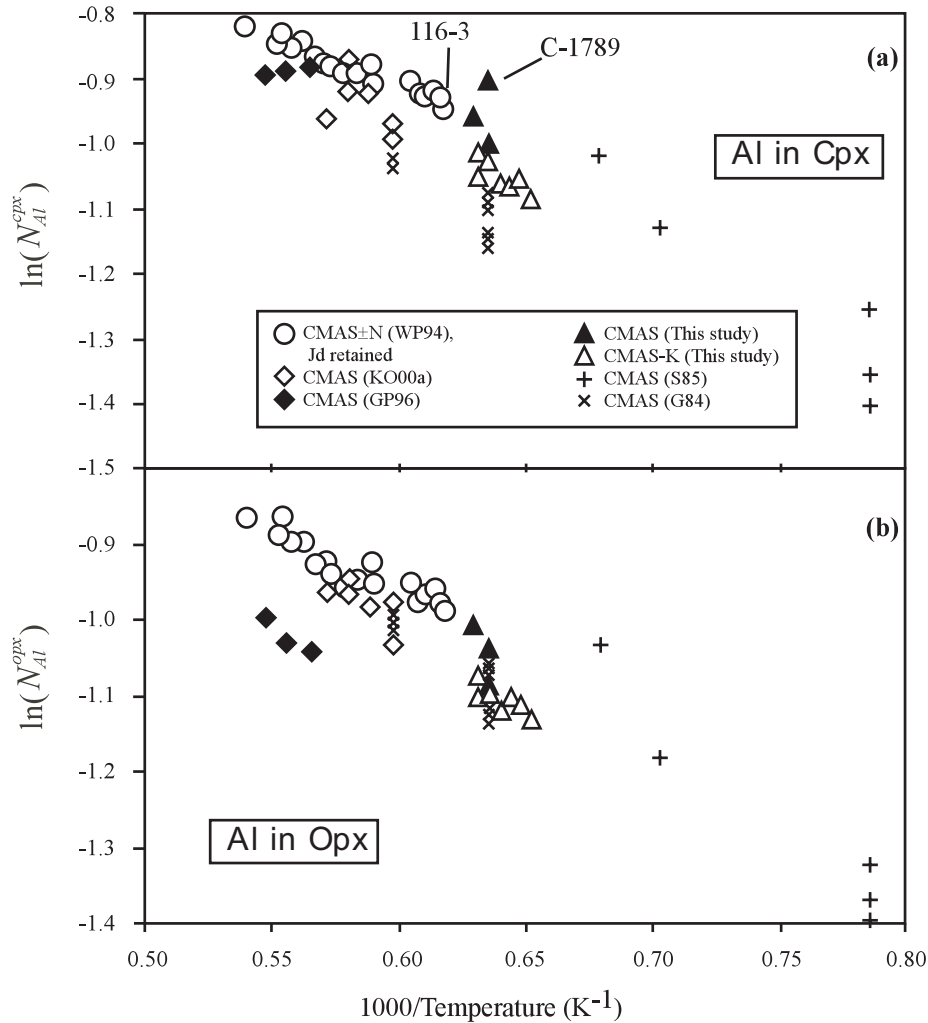 -0.8
116-3
C-1789
(a)
-0.9
-1.0
Al in Cpx
-1.1
ln(N_Al^cpx)
-1.2
CMAS±N (WP94),
Jd retained
CMAS (KO00a)
CMAS (GP96)
CMAS (This study)
CMAS-K (This study)
CMAS (S85)
CMAS (G84)
-1.3
-1.4
-1.5
(b)
-0.9
-1.0
ln(N_Al^opx)
-1.1
-1.2
Al in Opx
-1.3
-1.4
0.50 0.55 0.60 0.65 0.70 0.75 0.80
1000/Temperature (K⁻¹)